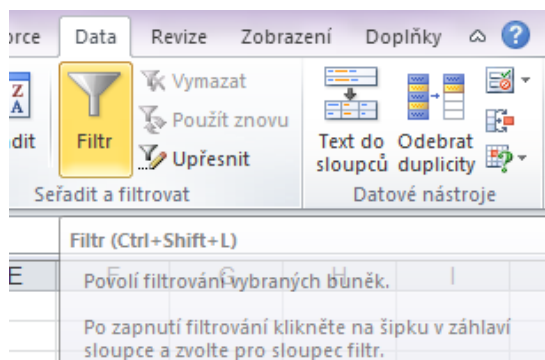 orce Data Revize Zobrazení Doplňky
Vymazat
Použít znovu
Upřesnit
Filtr
dit
Text do sloupců
Odebrat duplicity
Seřadit a filtrovat
Datové nástroje
Filtr (Ctrl+Shift+L)
E F G H I
Povolí filtrování vybraných buněk.
Po zapnutí filtrování klikněte na šipku v záhlaví
sloupce a zvolte pro sloupec filtr.